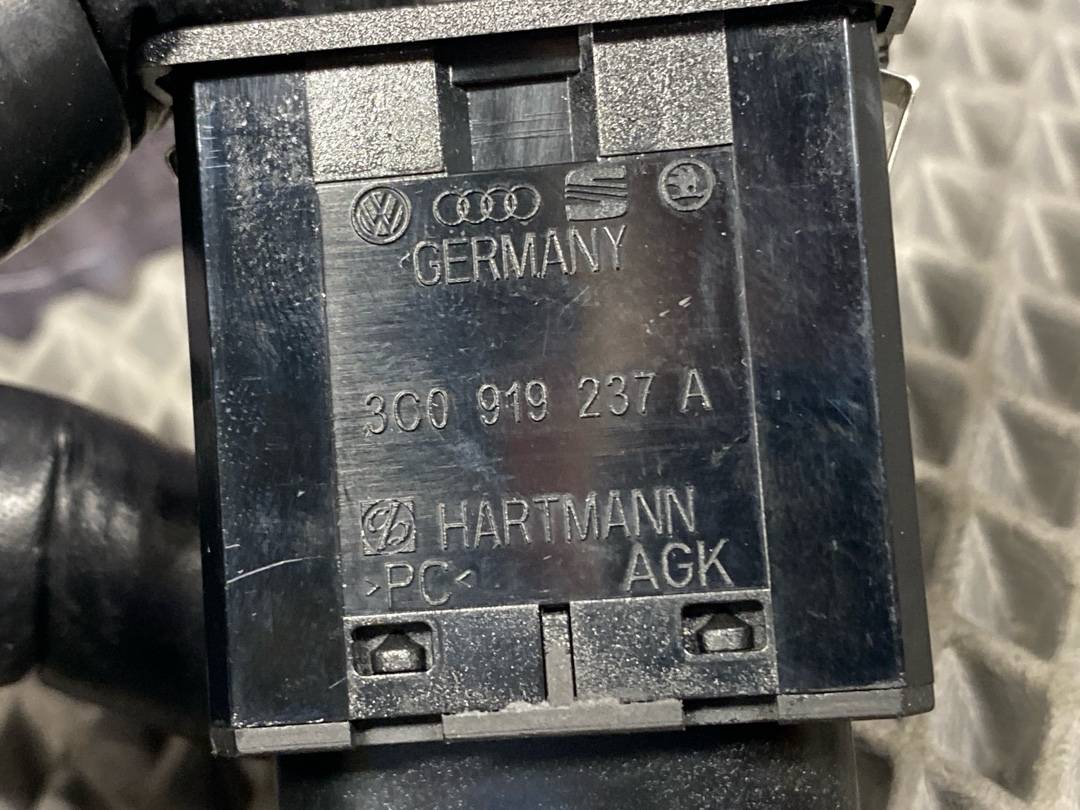 GERMANY
3C0 919 237 A
HARTMANN
>PC< AGK